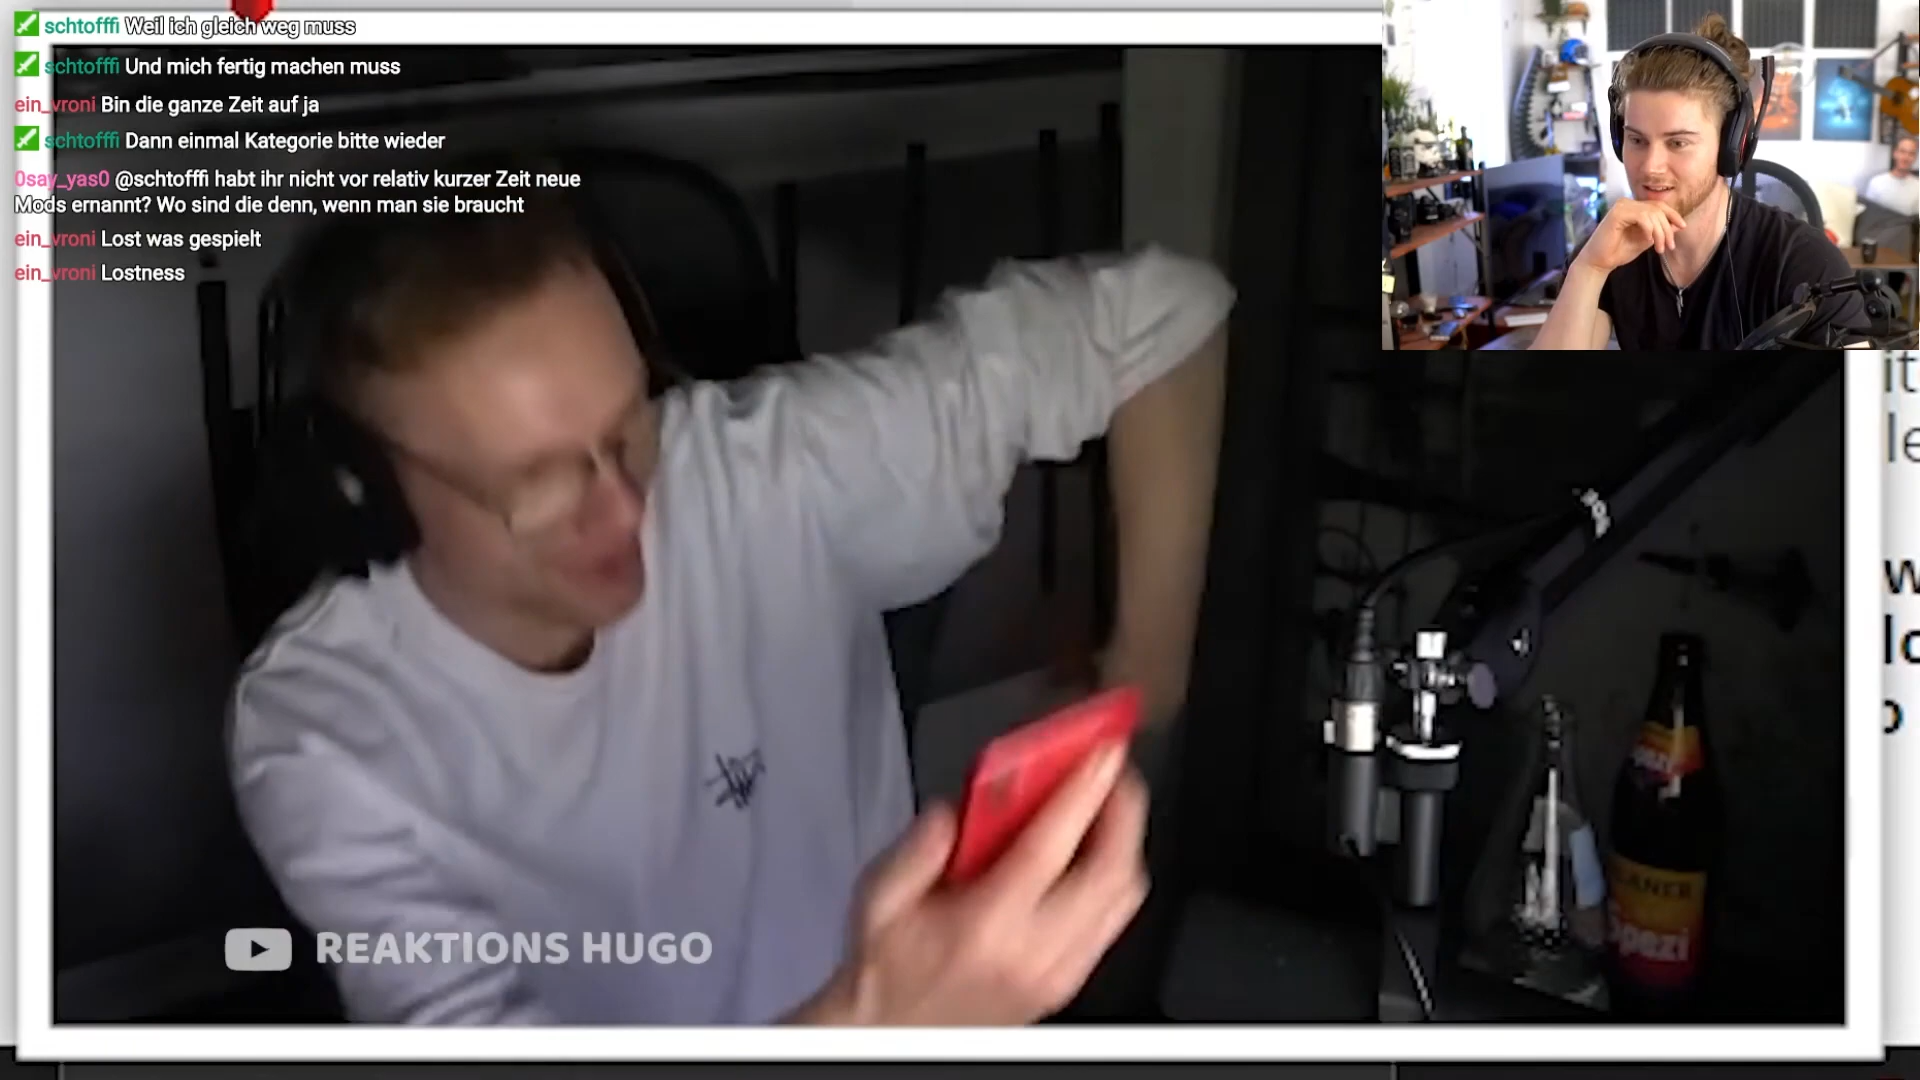 schtofffi Weil ich gleich weg muss
schtofffi Und mich fertig machen muss
ein_vroni Bin die ganze Zeit auf ja
schtofffi Dann einmal Kategorie bitte wieder
0say_yas0 @schtofffi habt ihr nicht vor relativ kurzer Zeit neue
Mods ernannt? Wo sind die denn, wenn man sie braucht
ein_vroni Lost was gespielt
ein_vroni Lostness
REAKTIONS HUGO
Spezi